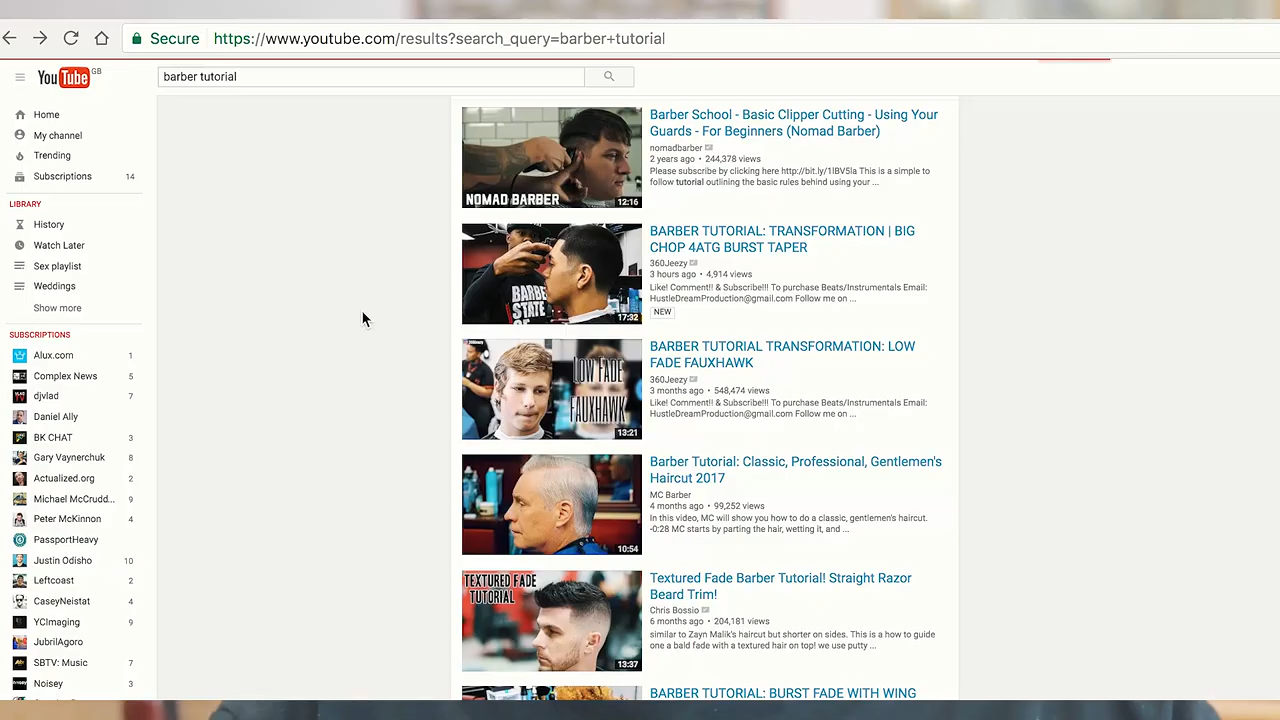 Secure https://www.youtube.com/results?search_query=barber+tutorial
YouTube GB
barber tutorial
Home
My channel
Trending
Subscriptions 14
LIBRARY
History
Watch Later
Sex playlist
Weddings
Show more
SUBSCRIPTIONS
Alux.com 1
Complex News 5
djvlad 7
Daniel Ally
BK CHAT 3
Gary Vaynerchuk 8
Actualized.org 2
Michael McCrudd... 9
Peter McKinnon 4
PassportHeavy
Justin Odisho 10
Leftcoast 2
CaseyNeistat 4
YCImaging 9
JubrilAgoro
SBTV: Music 7
Noisey 3
NOMAD BARBER
12:16
Barber School - Basic Clipper Cutting - Using Your
Guards - For Beginners (Nomad Barber)
nomadbarber
2 years ago • 244,378 views
Please subscribe by clicking here http://bit.ly/1IBV5la This is a simple to
follow tutorial outlining the basic rules behind using your ...
BARBE
STATE
OF
17:32
BARBER TUTORIAL: TRANSFORMATION | BIG
CHOP 4ATG BURST TAPER
360Jeezy
3 hours ago • 4,914 views
Like! Comment!! & Subscribe!!! To purchase Beats/Instrumentals Email:
HustleDreamProduction@gmail.com Follow me on ...
NEW
LOW
FADE
FAUXHAWK
13:21
BARBER TUTORIAL TRANSFORMATION: LOW
FADE FAUXHAWK
360Jeezy
3 months ago • 548,474 views
Like! Comment!! & Subscribe!!! To purchase Beats/Instrumentals Email:
HustleDreamProduction@gmail.com Follow me on ...
10:54
Barber Tutorial: Classic, Professional, Gentlemen's
Haircut 2017
MC Barber
4 months ago • 99,252 views
In this video, MC will show you how to do a classic, gentlemen's haircut.
-0:28 MC starts by parting the hair, wetting it, and ...
TEXTURED FADE
TUTORIAL
13:37
Textured Fade Barber Tutorial! Straight Razor
Beard Trim!
Chris Bossio
6 months ago • 204,181 views
similar to Zayn Malik's haircut but shorter on sides. This is a how to guide
one a bald fade with a textured hair on top! we use putty ...
BARBER TUTORIAL: BURST FADE WITH WING